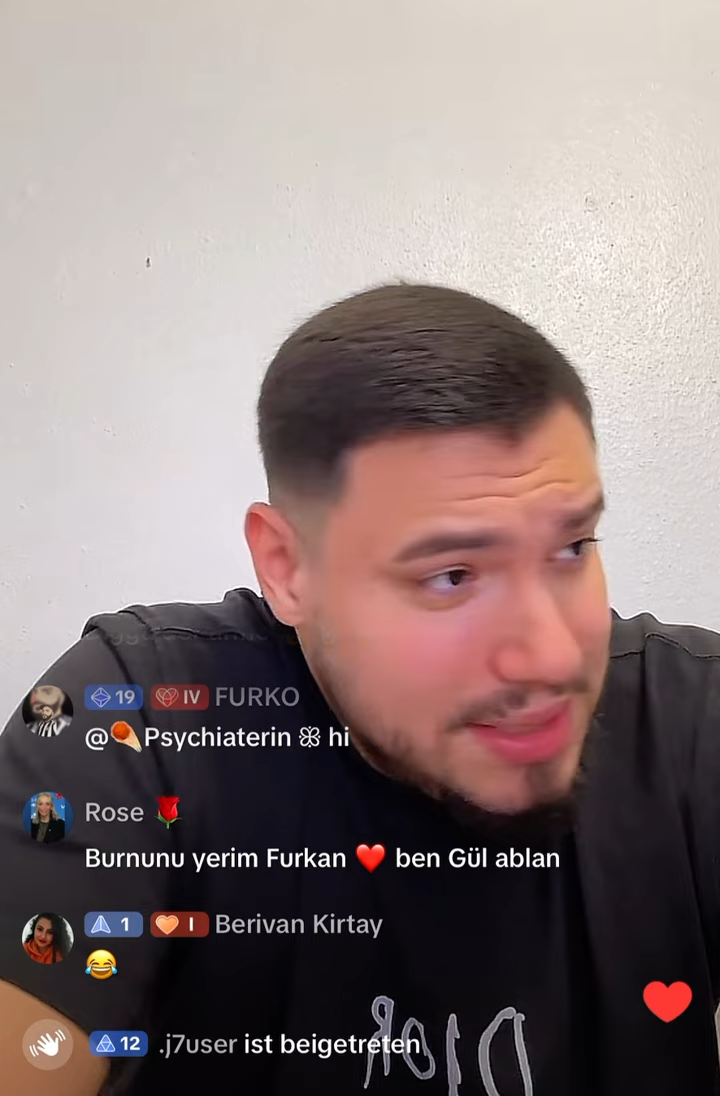 19 IV FURKO
@☄️Psychiaterin ꕥ hi
Rose 🌹
Burnunu yerim Furkan ❤️ ben Gül ablan
1 I Berivan Kirtay
😂
12 .j7user ist beigetreten
DIOR